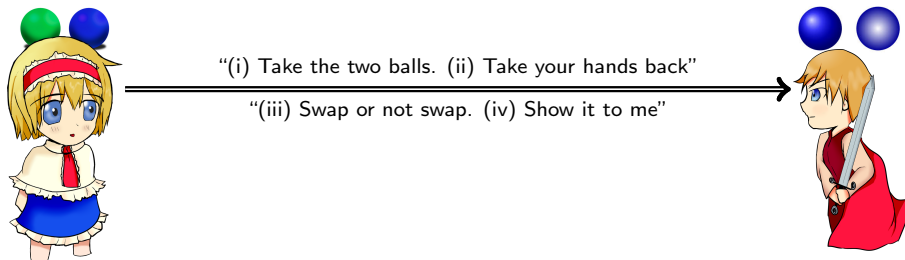 “(i) Take the two balls. (ii) Take your hands back”
“(iii) Swap or not swap. (iv) Show it to me”